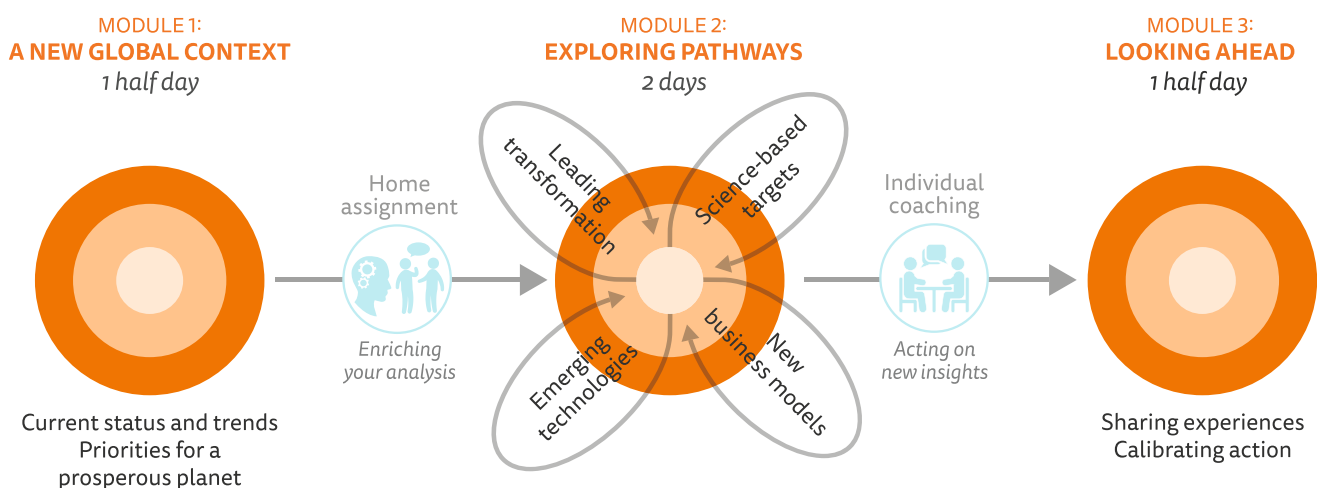 MODULE 1:
A NEW GLOBAL CONTEXT
1 half day
Current status and trends
Priorities for a
prosperous planet
Home
assignment
Enriching
your analysis
MODULE 2:
EXPLORING PATHWAYS
2 days
Leading
transformation
Science-based
targets
Emerging
technologies
New
business models
Individual
coaching
Acting on
new insights
MODULE 3:
LOOKING AHEAD
1 half day
Sharing experiences
Calibrating action